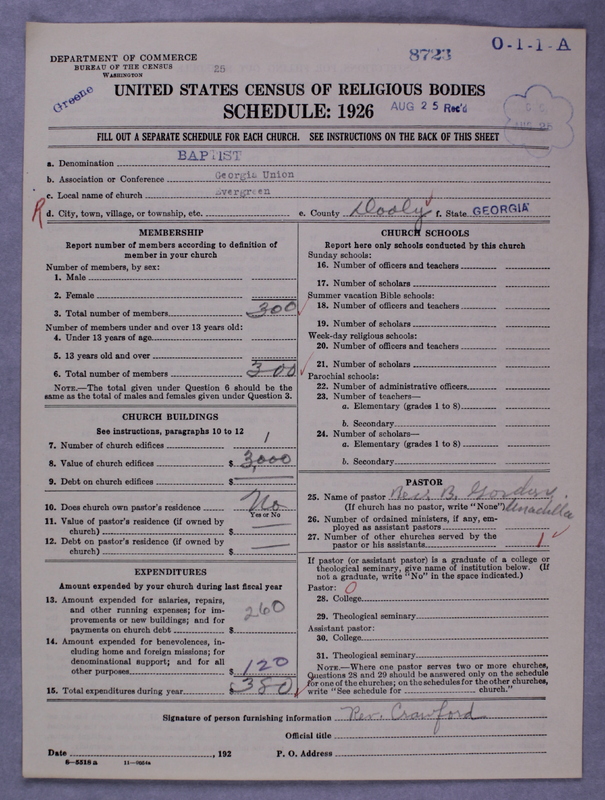 DEPARTMENT OF COMMERCE
BUREAU OF THE CENSUS
WASHINGTON
26
8723
O-1-1-A
Greene
UNITED STATES CENSUS OF RELIGIOUS BODIES
SCHEDULE: 1926
AUG 25 Rec'd
FILL OUT A SEPARATE SCHEDULE FOR EACH CHURCH. SEE INSTRUCTIONS ON THE BACK OF THIS SHEET
a. Denomination BAPTIST
b. Association or Conference Georgia Union
c. Local name of church Evergreen
R d. City, town, village, or township, etc. e. County Dooly f. State GEORGIA
MEMBERSHIP
Report number of members according to definition of
member in your church
Number of members, by sex:
1. Male
2. Female
3. Total number of members 300
Number of members under and over 13 years old:
4. Under 13 years of age
5. 13 years old and over
6. Total number of members 300
NOTE.—The total given under Question 6 should be
same as the total of males and females given under Question 3.
CHURCH BUILDINGS
See instructions, paragraphs 10 to 12
7. Number of church edifices 1
8. Value of church edifices $ 3,000
9. Debt on church edifices $
10. Does church own pastor's residence No
Yes or No
11. Value of pastor's residence (if owned by
church) $
12. Debt on pastor's residence (if owned by
church) $
EXPENDITURES
Amount expended by your church during last fiscal year
13. Amount expended for salaries, repairs,
and other running expenses; for im-
provements or new buildings; and for
payments on church debt $ 260
14. Amount expended for benevolences, in-
cluding home and foreign missions; for
denominational support; and for all
other purposes $ 120
15. Total expenditures during year $ 380
CHURCH SCHOOLS
Report here only schools conducted by this church
Sunday schools:
16. Number of officers and teachers
17. Number of scholars
Summer vacation Bible schools:
18. Number of officers and teachers
19. Number of scholars
Week-day religious schools:
20. Number of officers and teachers
21. Number of scholars
Parochial schools:
22. Number of administrative officers
23. Number of teachers—
a. Elementary (grades 1 to 8)
b. Secondary
24. Number of scholars—
a. Elementary (grades 1 to 8)
b. Secondary
PASTOR
25. Name of pastor B.
(If church has no pastor, write "None") Unadilla
26. Number of ordained ministers, if any, em-
ployed as assistant pastors
27. Number of other churches served by the
pastor or his assistants 1
If pastor (or assistant pastor) is a graduate of a college or
theological seminary, give name of institution below. (If
not a graduate, write "No" in the space indicated.)
Pastor: 0
28. College
29. Theological seminary
Assistant pastor:
30. College
31. Theological seminary
NOTE.—Where one pastor serves two or more churches,
Questions 28 and 29 should be answered only on the schedule
for one of the churches; on the schedules for the other churches,
write "See schedule for church."
Signature of person furnishing information Rev. Crawford
Official title
Date , 192 P. O. Address
6-5518 a